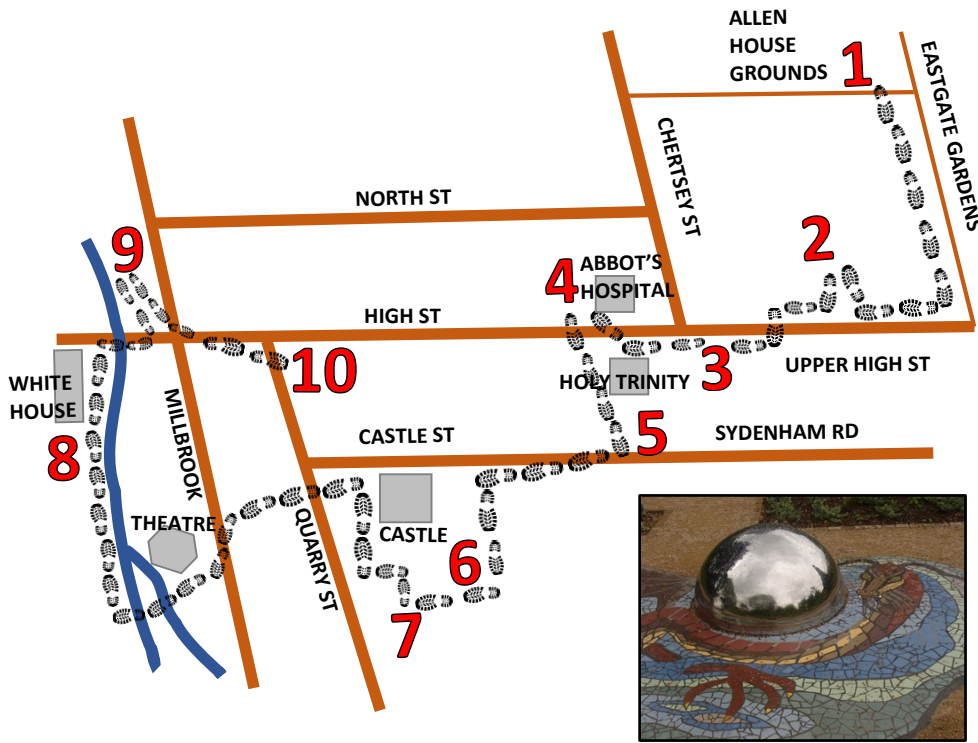 ALLEN
HOUSE
GROUNDS
1
EASTGATE GARDENS
CHERTSEY ST
NORTH ST
2
9
4
ABBOT'S
HOSPITAL
HIGH ST
3
UPPER HIGH ST
10
WHITE
HOUSE
HOLY TRINITY
MILLBROOK
5
CASTLE ST
SYDENHAM RD
8
THEATRE
QUARRY ST
CASTLE
6
7